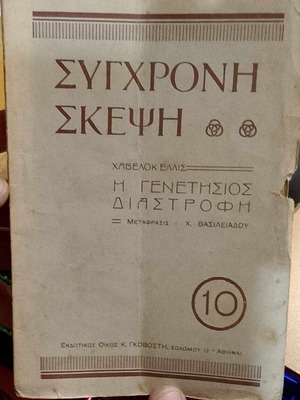 ΣΥΓΧΡΟΝΗ
ΣΚΕΨΗ
ΧΑΒΕΛΟΚ ΕΛΛΙΣ
Η ΓΕΝΕΤΗΣΙΟΣ
ΔΙΑΣΤΡΟΦΗ
ΜΕΤΑΦΡΑΣΙΣ : Χ. ΒΑΣΙΛΕΙΑΔΟΥ
10
ΕΚΔΟΤΙΚΟΣ ΟΙΚΟΣ Κ, ΓΚΟΒΟΣΤΗ, ΣΟΛΩΜΟΥ 12 - ΑΘΗΝΑΙ